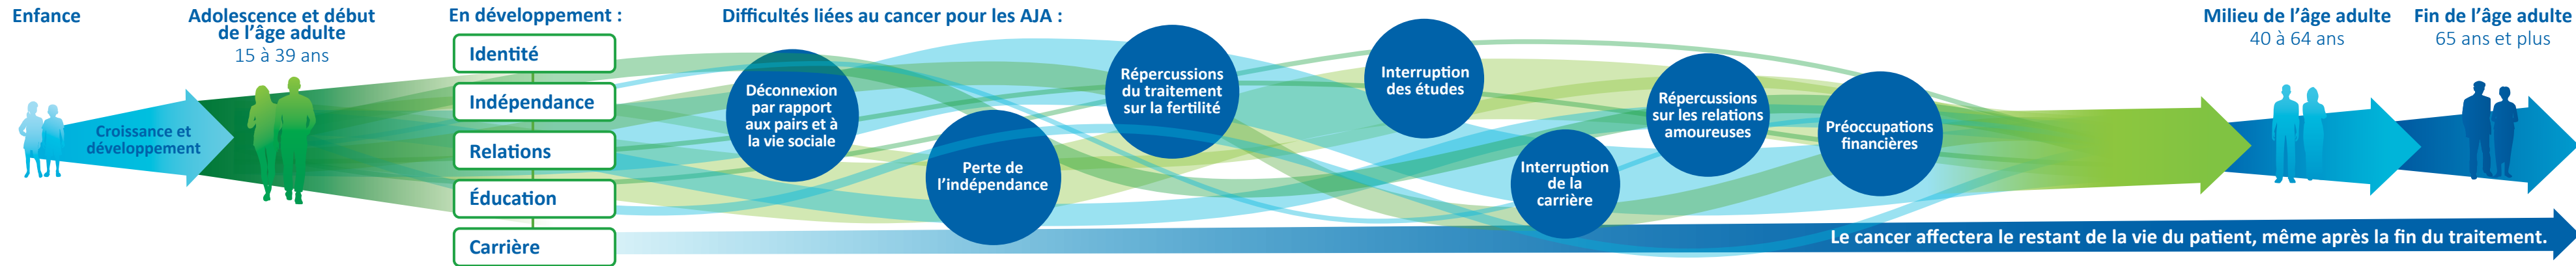 Enfance
Adolescence et début
de l'âge adulte
15 à 39 ans
En développement :
Difficultés liées au cancer pour les AJA :
Milieu de l'âge adulte
40 à 64 ans
Fin de l'âge adulte
65 ans et plus
Croissance et
développement
Identité
Indépendance
Relations
Éducation
Carrière
Déconnexion
par rapport
aux pairs et à
la vie sociale
Perte de
l'indépendance
Répercussions
du traitement
sur la fertilité
Interruption
des études
Interruption
de la
carrière
Répercussions
sur les relations
amoureuses
Préoccupations
financières
Le cancer affectera le restant de la vie du patient, même après la fin du traitement.